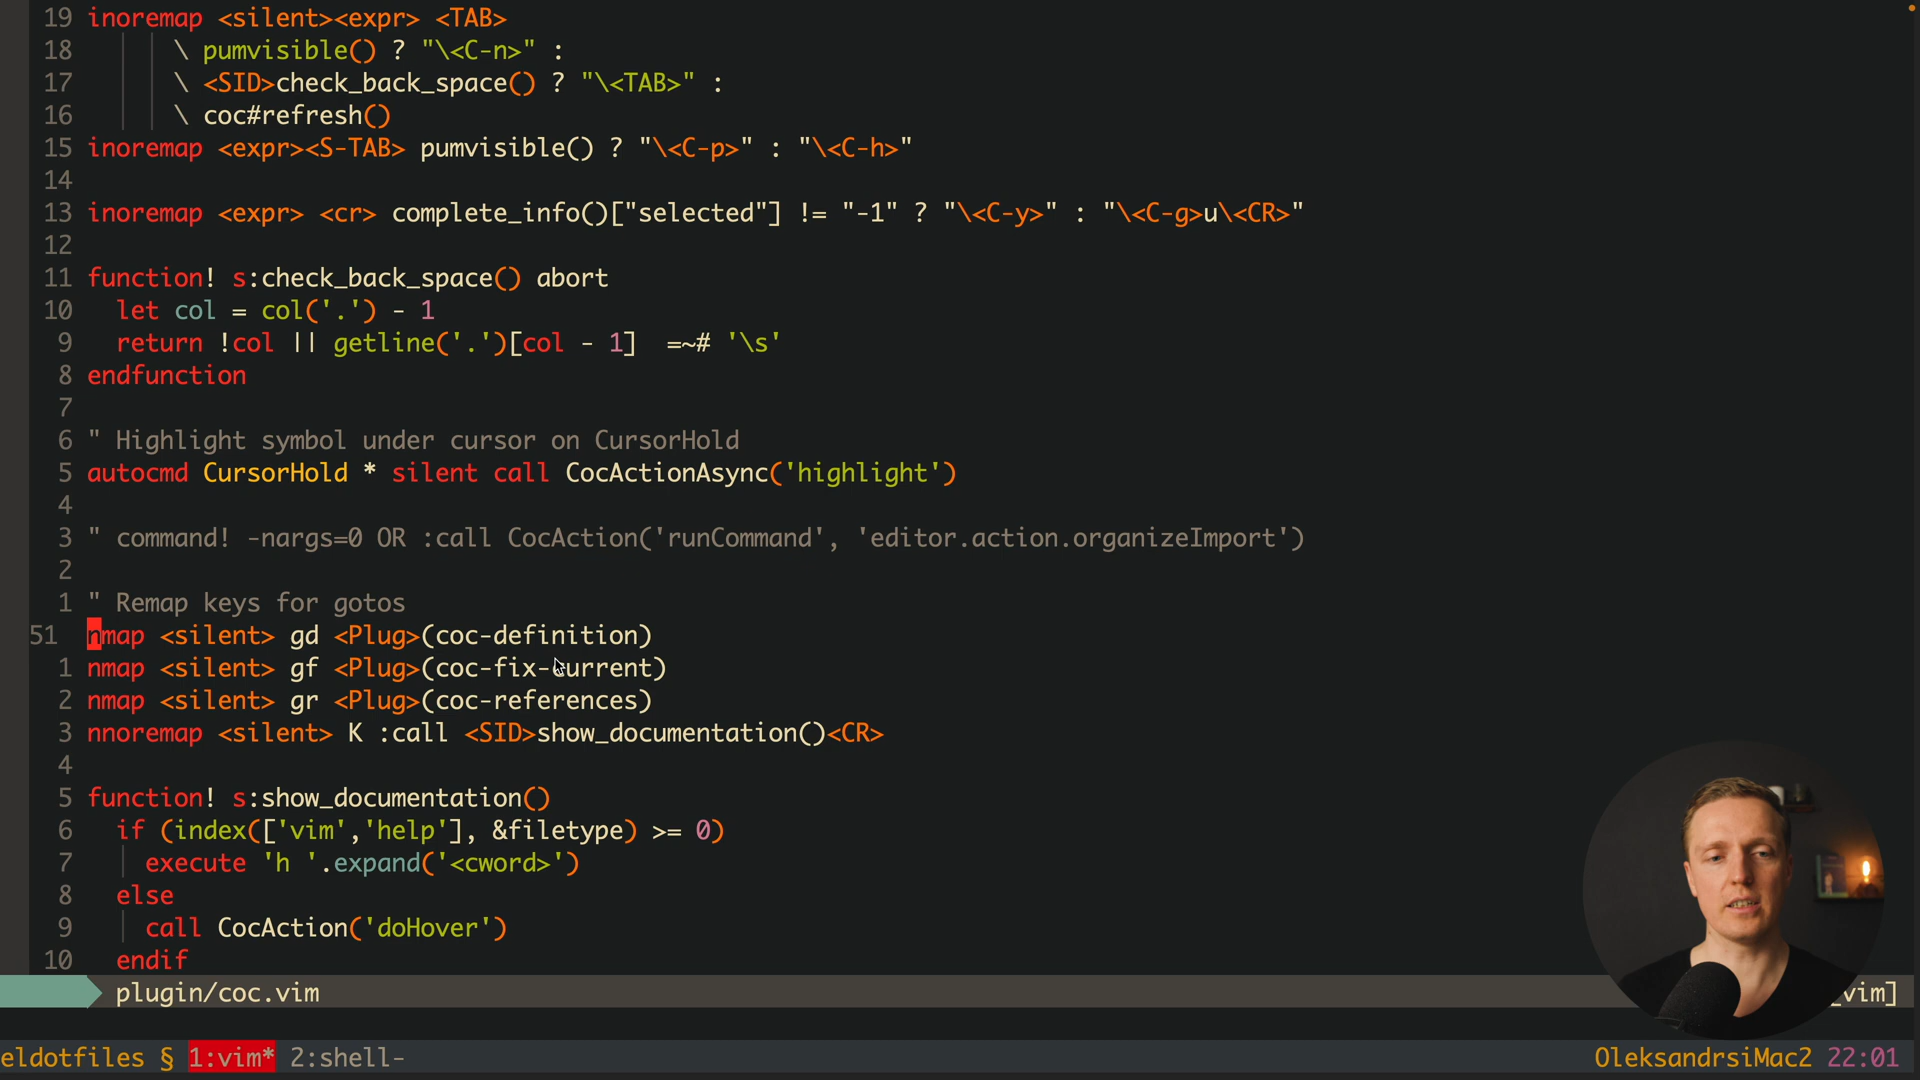 19 inoremap <silent><expr> <TAB>
18 \ pumvisible() ? "\<C-n>" :
17 \ <SID>check_back_space() ? "\<TAB>" :
16 \ coc#refresh()
15 inoremap <expr><S-TAB> pumvisible() ? "\<C-p>" : "\<C-h>"
14
13 inoremap <expr> <cr> complete_info()["selected"] != "-1" ? "\<C-y>" : "\<C-g>u\<CR>"
12
11 function! s:check_back_space() abort
10 let col = col('.') - 1
9 return !col || getline('.')[col - 1]  =~# '\s'
8 endfunction
7
6 " Highlight symbol under cursor on CursorHold
5 autocmd CursorHold * silent call CocActionAsync('highlight')
4
3 " command! -nargs=0 OR :call CocAction('runCommand', 'editor.action.organizeImport')
2
1 " Remap keys for gotos
51 nmap <silent> gd <Plug>(coc-definition)
1 nmap <silent> gf <Plug>(coc-fix-current)
2 nmap <silent> gr <Plug>(coc-references)
3 nnoremap <silent> K :call <SID>show_documentation()<CR>
4
5 function! s:show_documentation()
6 if (index(['vim','help'], &filetype) >= 0)
7 execute 'h '.expand('<cword>')
8 else
9 call CocAction('doHover')
10 endif
plugin/coc.vim vim]
eldotfiles § 1:vim* 2:shell- OleksandrsiMac2 22:01